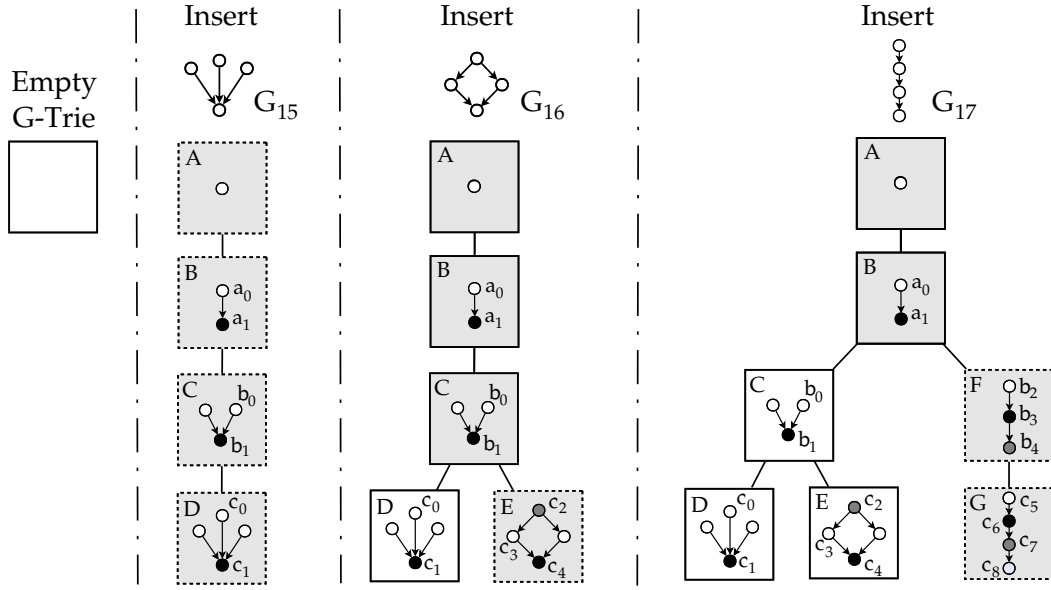 Empty
G-Trie
Insert
G15
A
B
a0
a1
C
b0
b1
D
c0
c1
Insert
G16
A
B
a0
a1
C
b0
b1
D
c0
c1
E
c2
c3
c4
Insert
G17
A
B
a0
a1
C
b0
b1
F
b2
b3
b4
D
c0
c1
E
c2
c3
c4
G
c5
c6
c7
c8